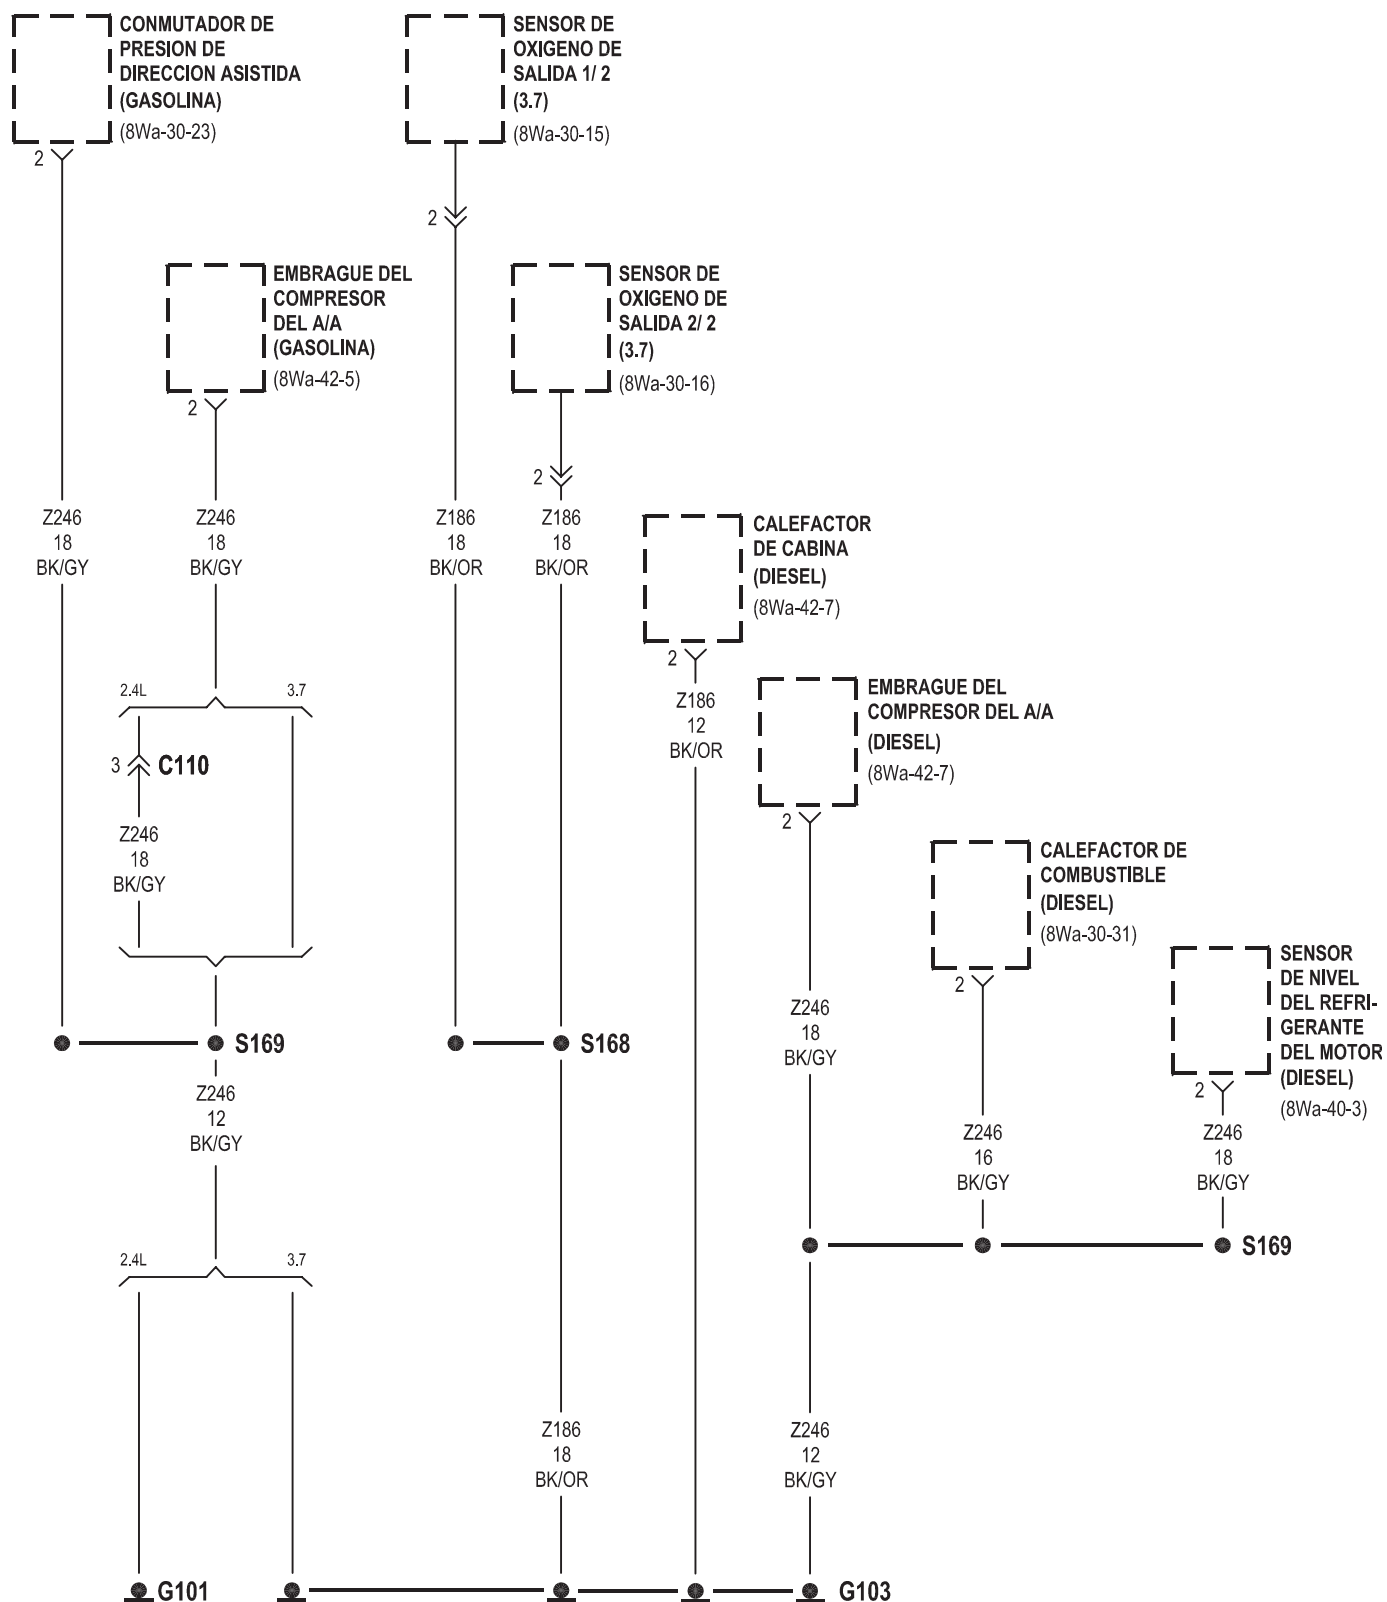 CONMUTADOR DE
PRESION DE
DIRECCION ASISTIDA
(GASOLINA)
(8Wa-30-23)
2
SENSOR DE
OXIGENO DE
SALIDA 1/ 2
(3.7)
(8Wa-30-15)
2
EMBRAGUE DEL
COMPRESOR
DEL A/A
(GASOLINA)
(8Wa-42-5)
2
SENSOR DE
OXIGENO DE
SALIDA 2/ 2
(3.7)
(8Wa-30-16)
2
Z246
18
BK/GY
Z246
18
BK/GY
Z186
18
BK/OR
Z186
18
BK/OR
CALEFACTOR
DE CABINA
(DIESEL)
(8Wa-42-7)
2
Z186
12
BK/OR
EMBRAGUE DEL
COMPRESOR DEL A/A
(DIESEL)
(8Wa-42-7)
2
2.4L
3.7
3
C110
Z246
18
BK/GY
CALEFACTOR DE
COMBUSTIBLE
(DIESEL)
(8Wa-30-31)
2
SENSOR
DE NIVEL
DEL REFRI-
GERANTE
DEL MOTOR
(DIESEL)
(8Wa-40-3)
2
Z246
18
BK/GY
S169
S168
Z246
12
BK/GY
Z246
16
BK/GY
Z246
18
BK/GY
S169
2.4L
3.7
Z186
18
BK/OR
Z246
12
BK/GY
G101
G103